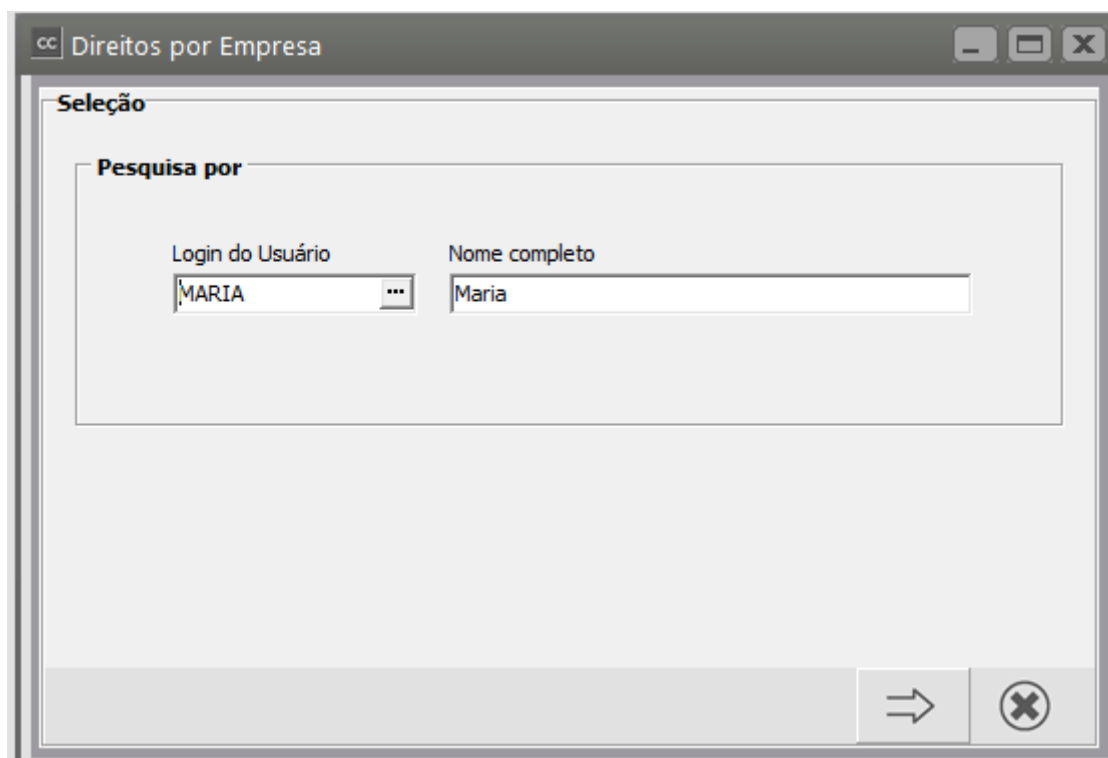 cc Direitos por Empresa
Seleção
Pesquisa por
Login do Usuário Nome completo
MARIA ... Maria